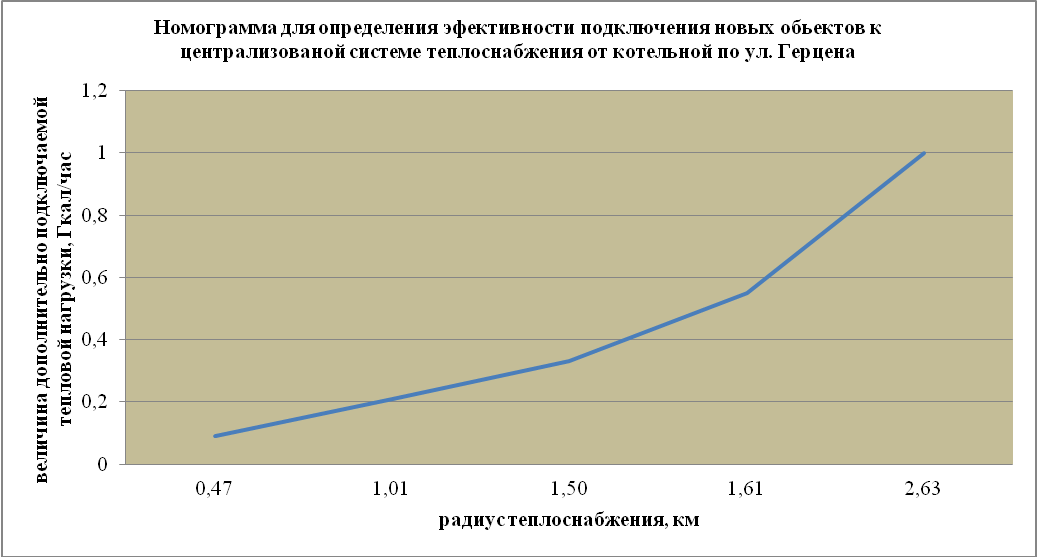 Номограмма для определения эфективности подключения новых обьектов к
централизованой системе теплоснабжения от котельной по ул. Герцена
величина дополнительно подключаемой
тепловой нагрузки, Гкал/час
1,2
1
0,8
0,6
0,4
0,2
0
0,47 1,01 1,50 1,61 2,63
радиус теплоснабжения, км